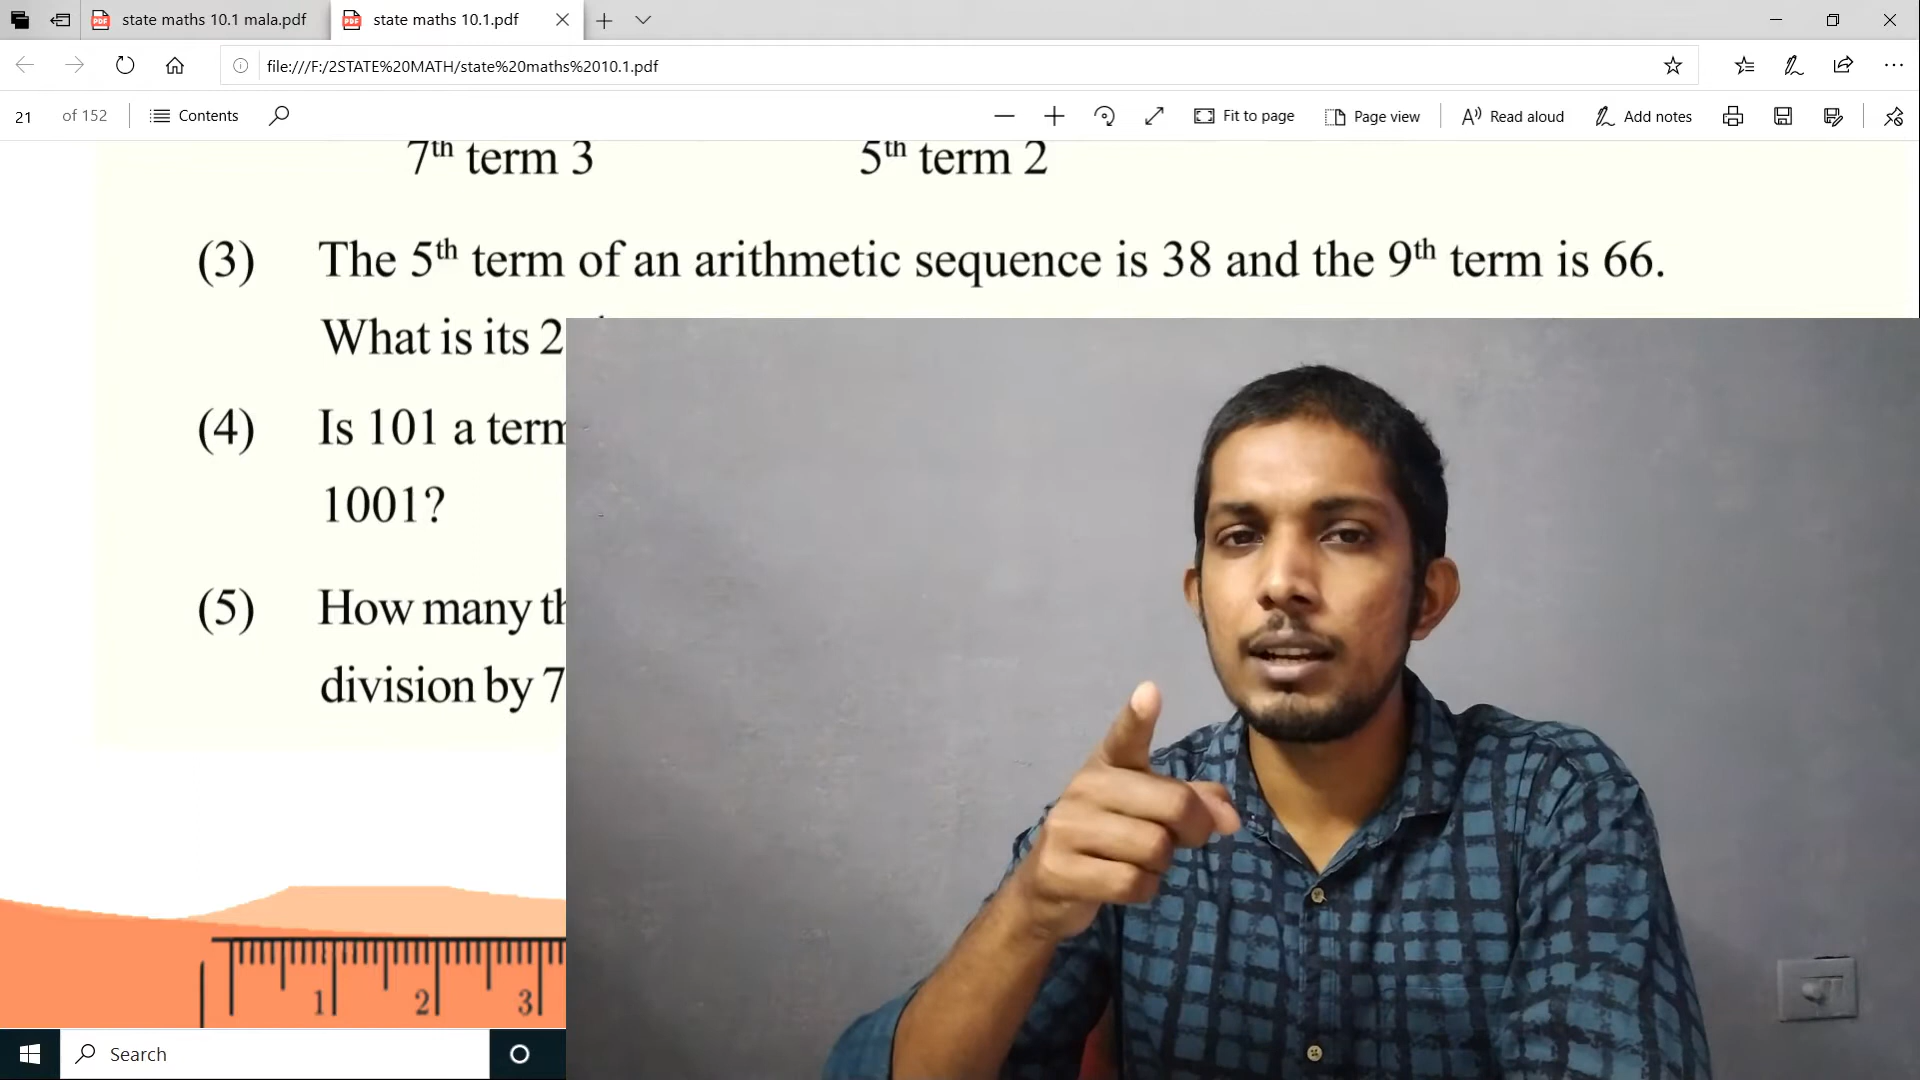 state maths 10.1 mala.pdf
state maths 10.1.pdf
file:///F:/2STATE%20MATH/state%20maths%2010.1.pdf
21 of 152 Contents Fit to page Page view Read aloud Add notes
7th term 3 5th term 2
(3) The 5th term of an arithmetic sequence is 38 and the 9th term is 66.
What is its 2
(4) Is 101 a term
1001?
(5) How many th
division by 7
1 2 3
Search